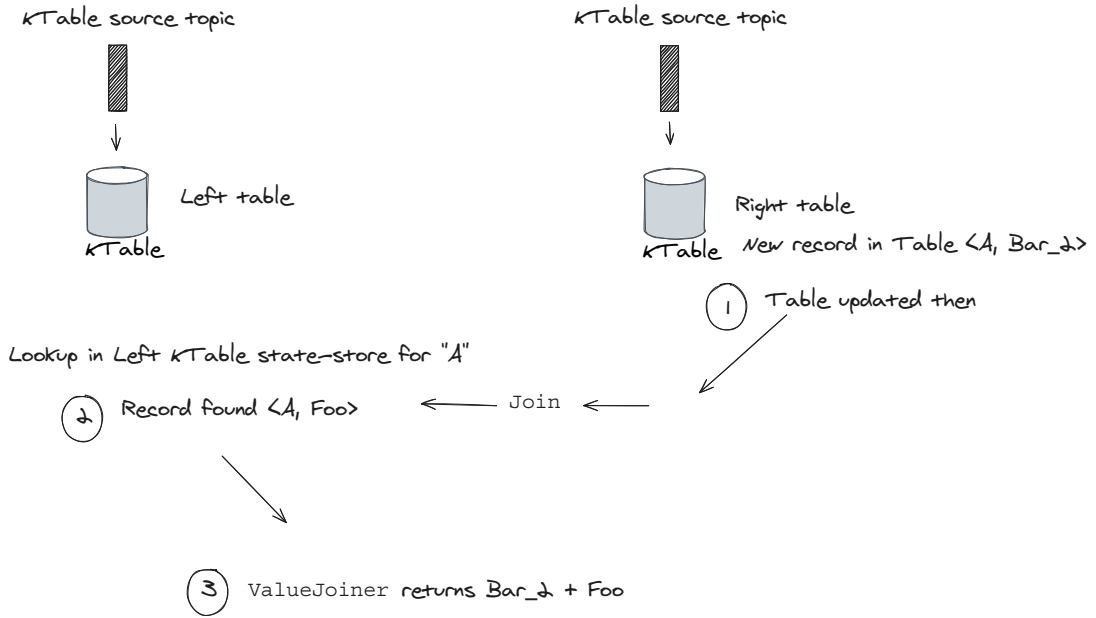 KTable source topic
KTable source topic
Left table
KTable
Right table
KTable
New record in Table <A, Bar_2>
1
Table updated then
Lookup in Left KTable state-store for "A"
2
Record found <A, Foo>
Join
3
ValueJoiner returns Bar_2 + Foo